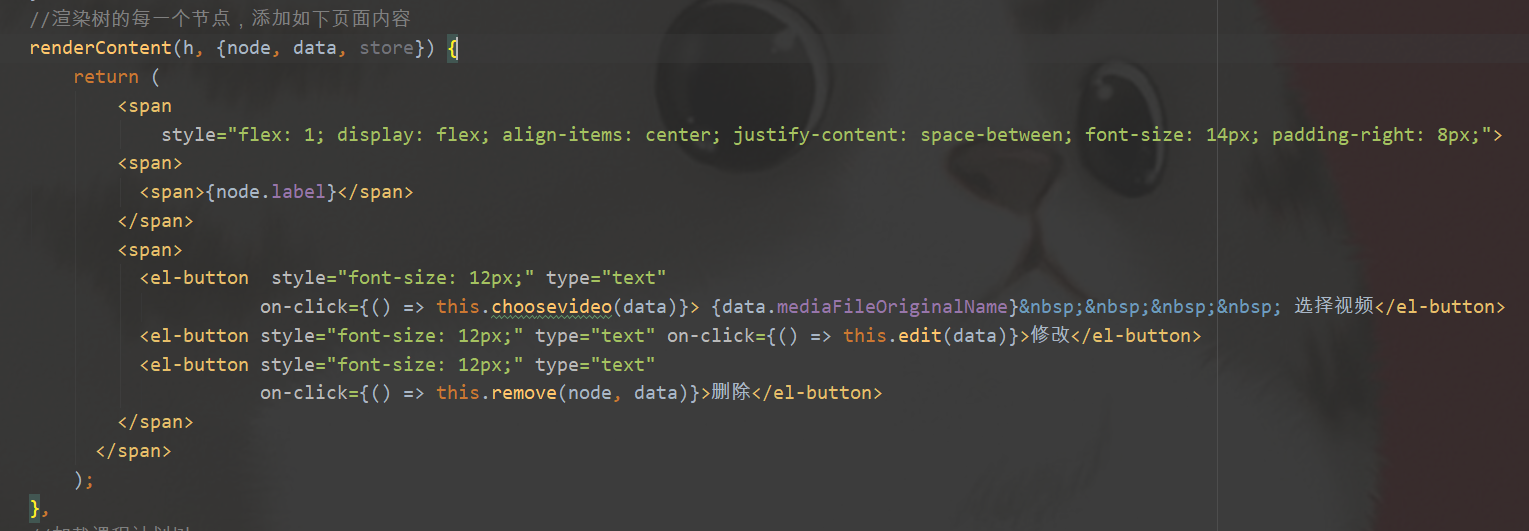 //渲染树的每一个节点，添加如下页面内容
renderContent(h, {node, data, store}) {
    return (
        <span
            style="flex: 1; display: flex; align-items: center; justify-content: space-between; font-size: 14px; padding-right: 8px;">
        <span>
          <span>{node.label}</span>
        </span>
        <span>
          <el-button  style="font-size: 12px;" type="text"
                     on-click={() => this.choosevideo(data)}> {data.mediaFileOriginalName}&nbsp;&nbsp;&nbsp;&nbsp; 选择视频</el-button>
          <el-button style="font-size: 12px;" type="text" on-click={() => this.edit(data)}>修改</el-button>
          <el-button style="font-size: 12px;" type="text"
                     on-click={() => this.remove(node, data)}>删除</el-button>
        </span>
      </span>
    );
},